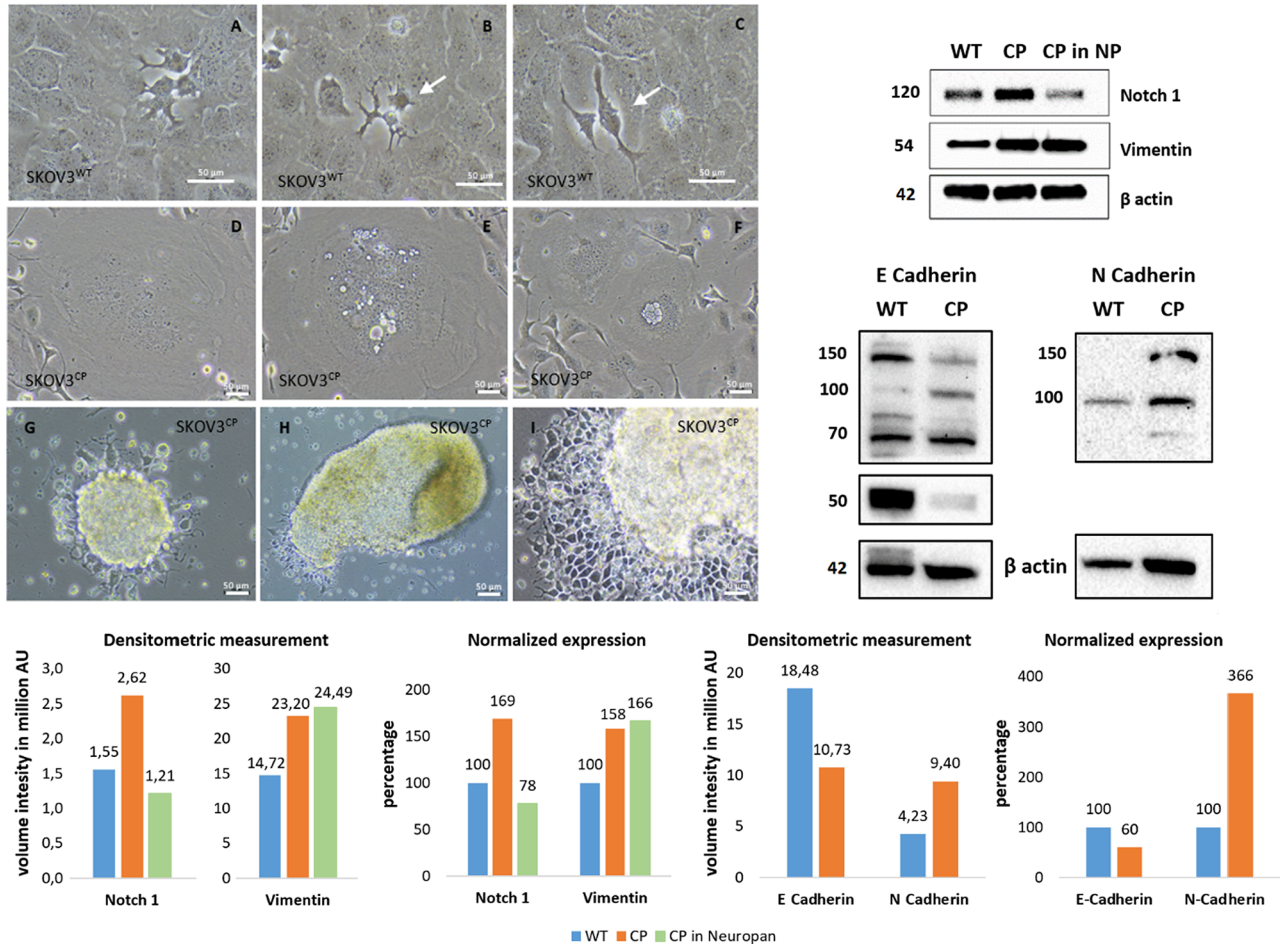 A
SKOV3WT
50 µm
B
SKOV3WT
50 µm
C
SKOV3WT
50 µm
D
SKOV3CP
50 µm
E
SKOV3CP
50 µm
F
SKOV3CP
50 µm
G
SKOV3CP
50 µm
H
SKOV3CP
50 µm
I
SKOV3CP
50 µm
WT CP CP in NP
120 Notch 1
54 Vimentin
42 β actin
E Cadherin
WT CP
150
100
70
50
42 β actin
N Cadherin
WT CP
150
100
Densitometric measurement
volume intesity in million AU
3,0
2,5
2,0
1,5
1,0
0,5
0,0
1,55
2,62
1,21
Notch 1
30
25
20
15
10
5
0
14,72
23,20
24,49
Vimentin
Normalized expression
percentage
200
150
100
50
0
100
169
78
Notch 1
100
158
166
Vimentin
Densitometric measurement
volume intesity in million AU
20
15
10
5
0
18,48
10,73
E Cadherin
4,23
9,40
N Cadherin
Normalized expression
percentage
400
300
200
100
0
100
60
E-Cadherin
100
366
N-Cadherin
WT CP CP in Neuropan